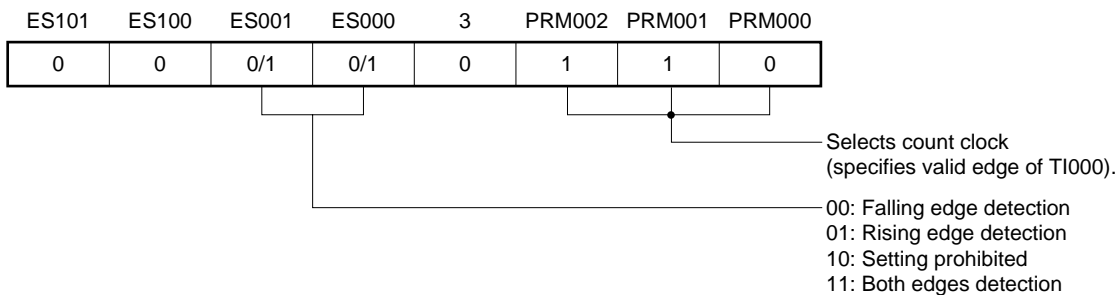 ES101 ES100 ES001 ES000 3 PRM002 PRM001 PRM000
0 0 0/1 0/1 0 1 1 0
Selects count clock
(specifies valid edge of TI000).
00: Falling edge detection
01: Rising edge detection
10: Setting prohibited
11: Both edges detection